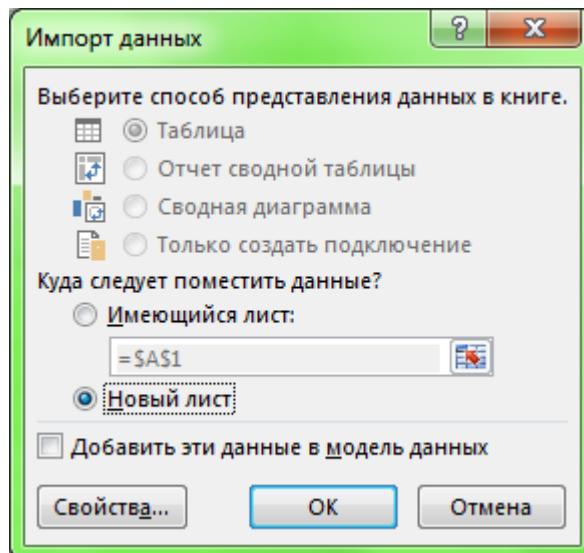 Импорт данных
?
X
Выберите способ представления данных в книге.
Таблица
Отчет сводной таблицы
Сводная диаграмма
Только создать подключение
Куда следует поместить данные?
Имеющийся лист:
=$A$1
Новый лист
Добавить эти данные в модель данных
Свойства...
ОК
Отмена